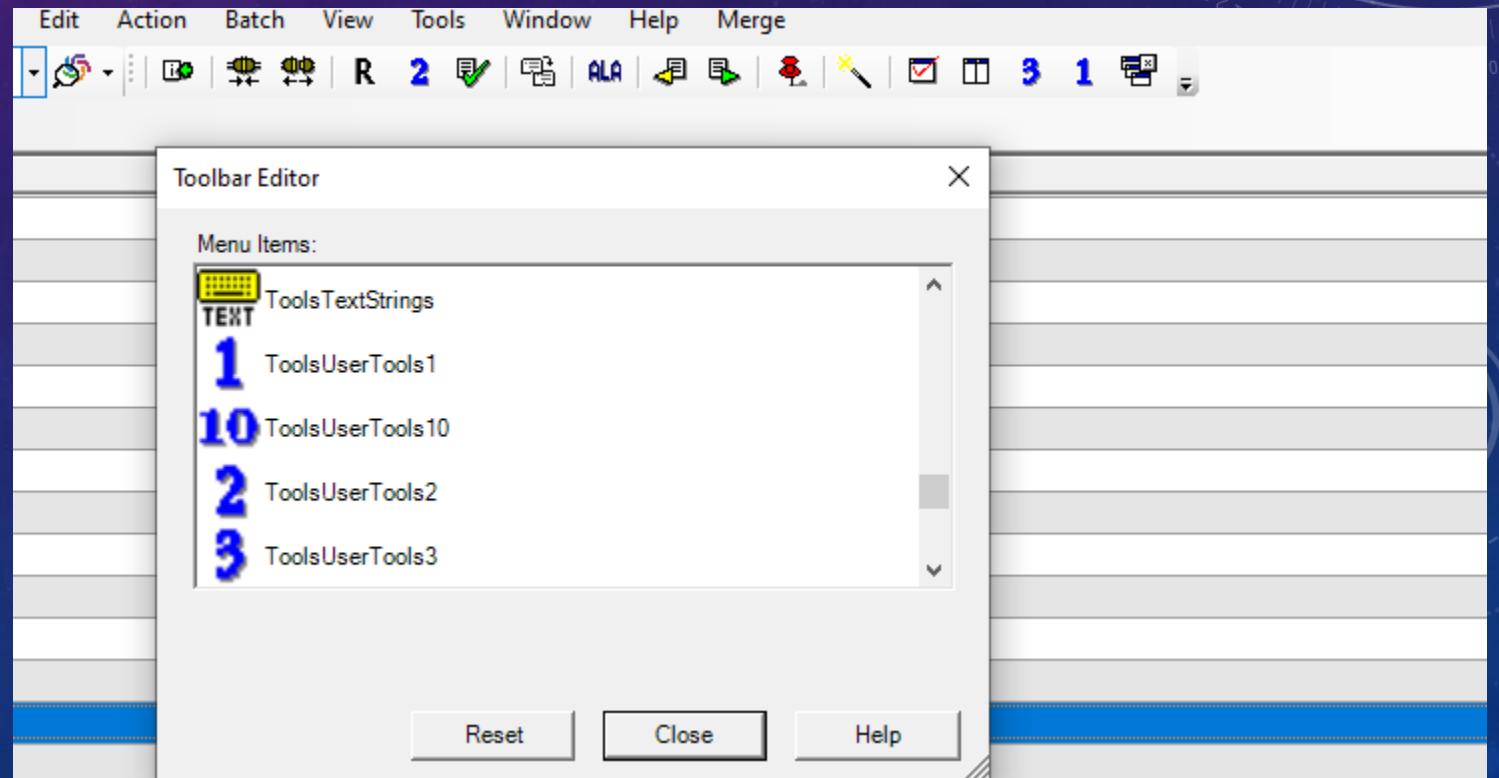 Edit Action Batch View Tools Window Help Merge
R 2 ALA 3 1
Toolbar Editor
Menu Items:
TEXT ToolsTextStrings
1 ToolsUserTools1
10 ToolsUserTools10
2 ToolsUserTools2
3 ToolsUserTools3
Reset Close Help